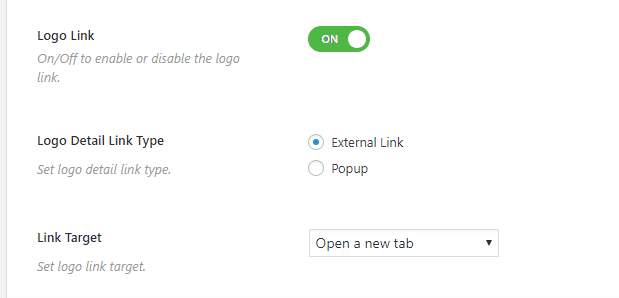 Logo Link
ON
On/Off to enable or disable the logo
link.
Logo Detail Link Type
External Link
Set logo detail link type.
Popup
Link Target
Open a new tab
Set logo link target.